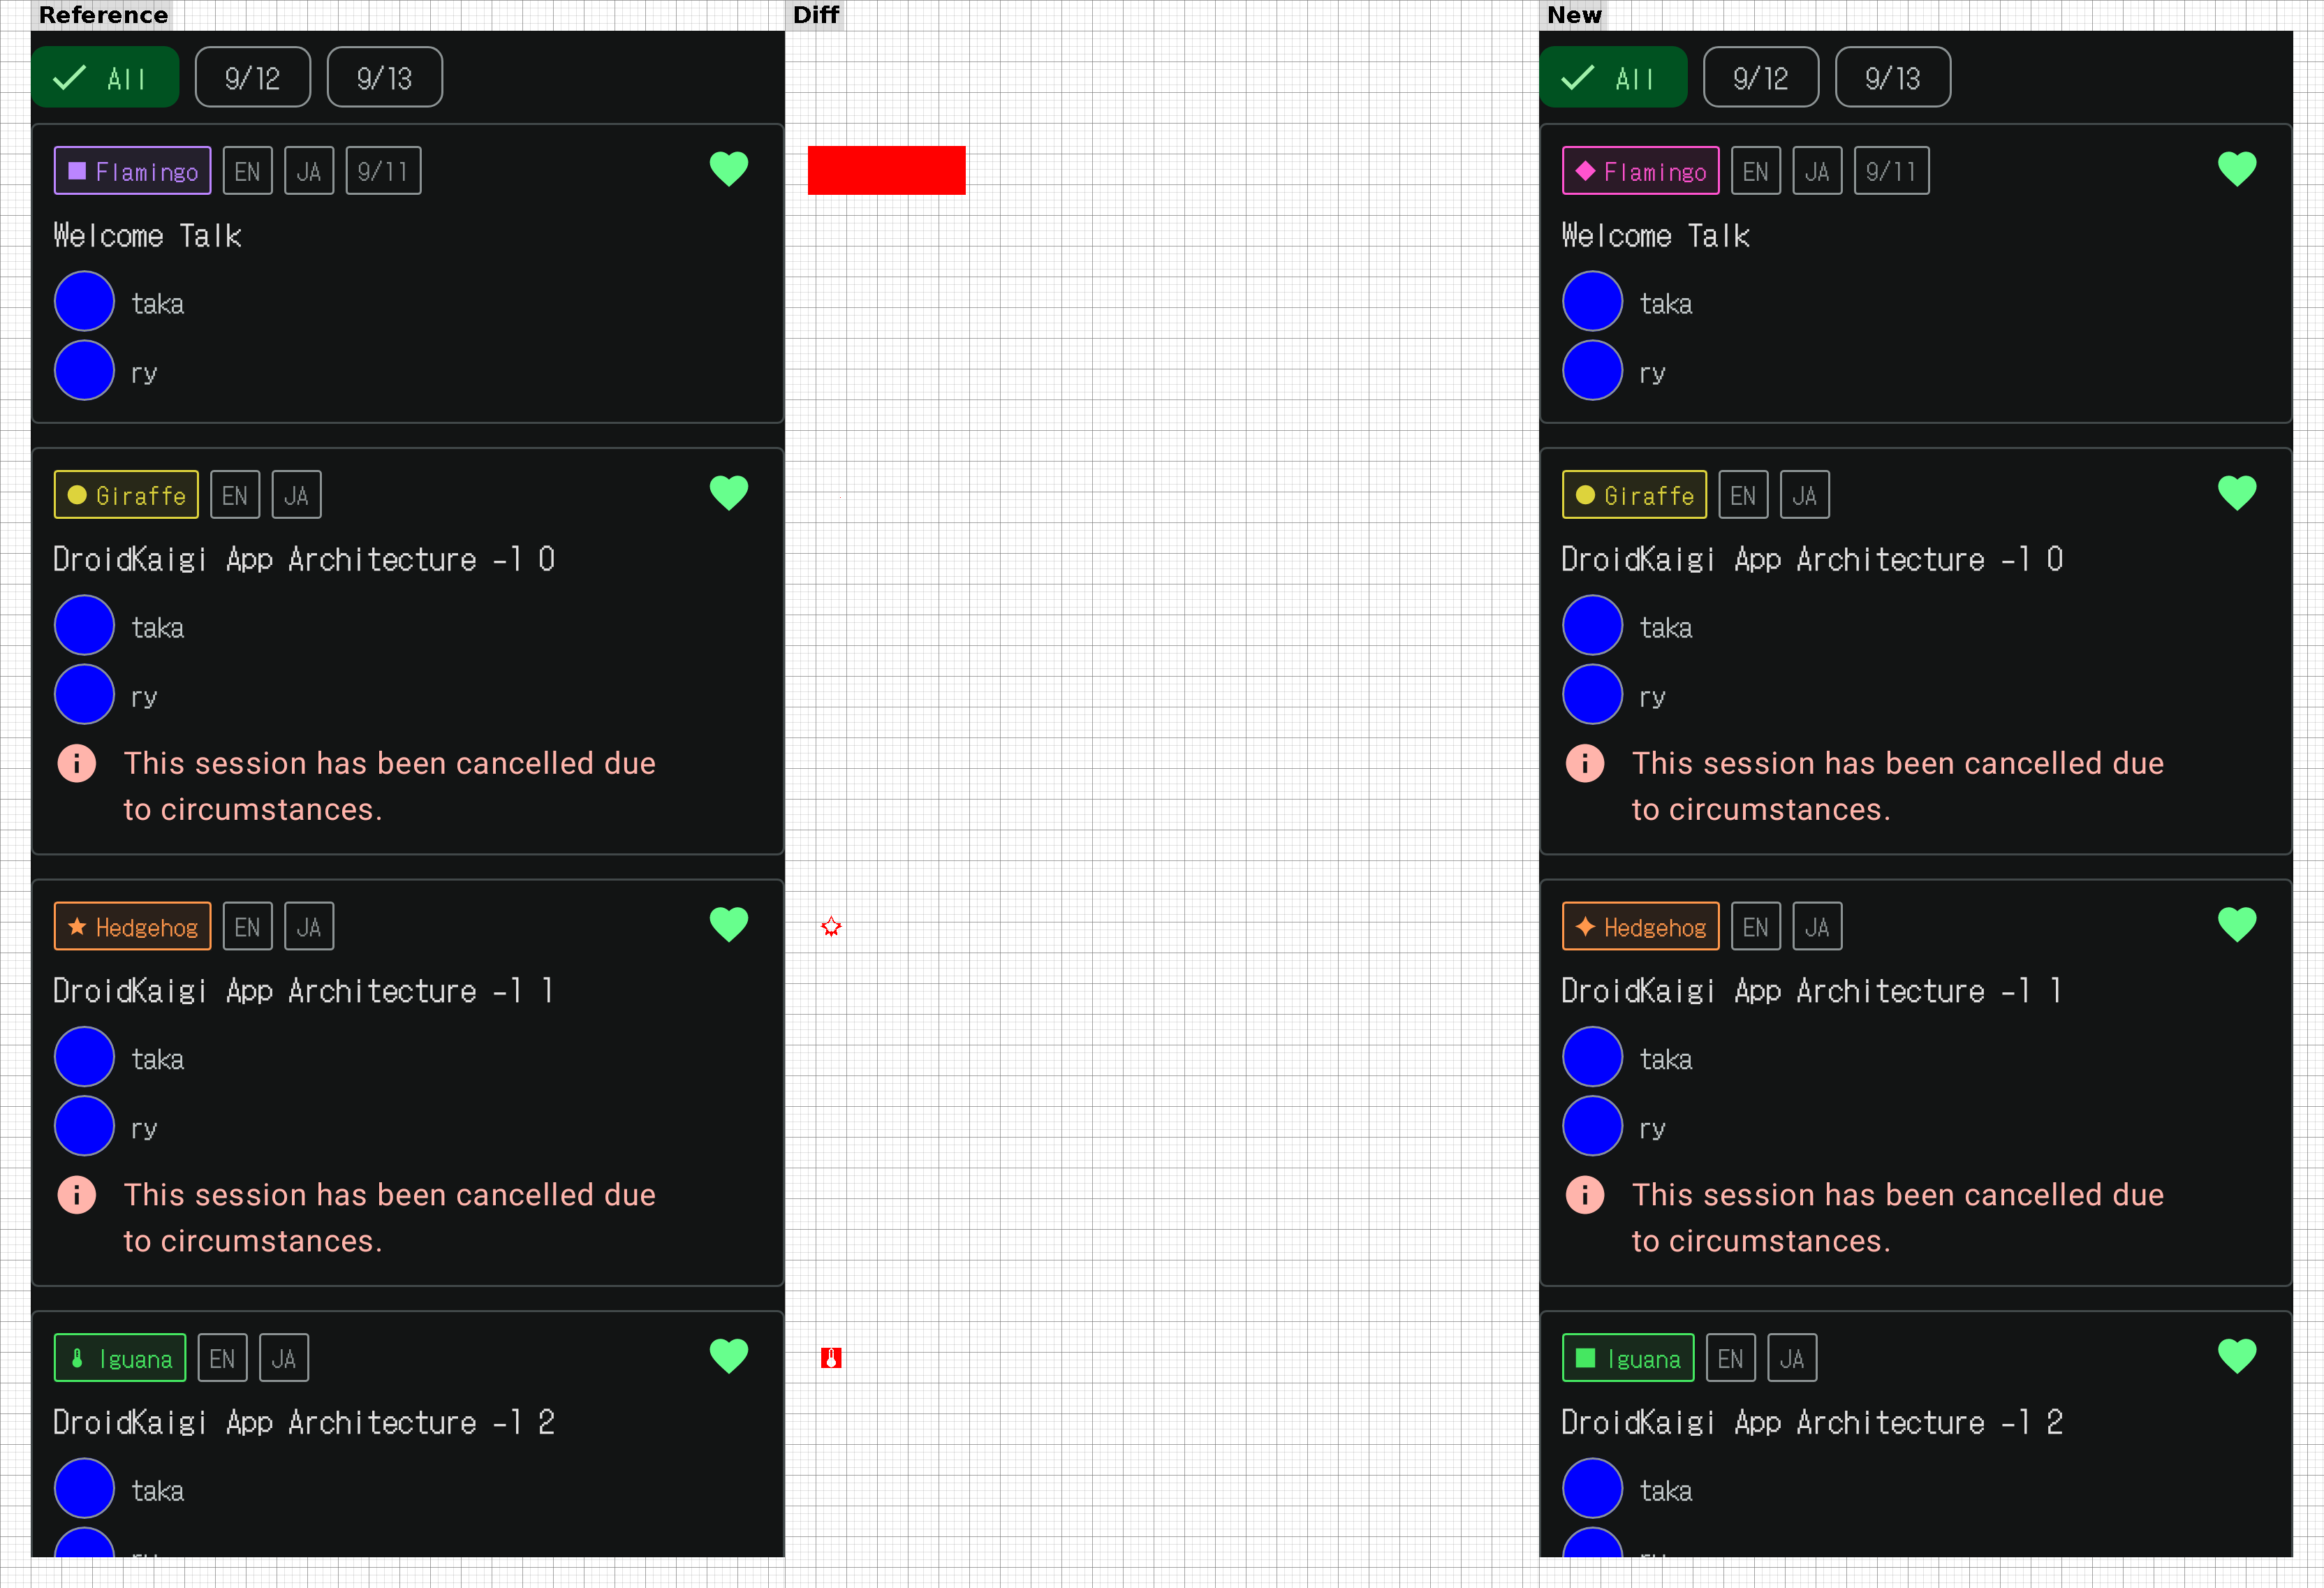 Reference
All 9/12 9/13
Flamingo EN JA 9/11
Welcome Talk
taka
ry
Giraffe EN JA
DroidKaigi App Architecture -1 0
taka
ry
This session has been cancelled due
to circumstances.
Hedgehog EN JA
DroidKaigi App Architecture -1 1
taka
ry
This session has been cancelled due
to circumstances.
Iguana EN JA
DroidKaigi App Architecture -1 2
taka
Diff
New
All 9/12 9/13
Flamingo EN JA 9/11
Welcome Talk
taka
ry
Giraffe EN JA
DroidKaigi App Architecture -1 0
taka
ry
This session has been cancelled due
to circumstances.
Hedgehog EN JA
DroidKaigi App Architecture -1 1
taka
ry
This session has been cancelled due
to circumstances.
Iguana EN JA
DroidKaigi App Architecture -1 2
taka